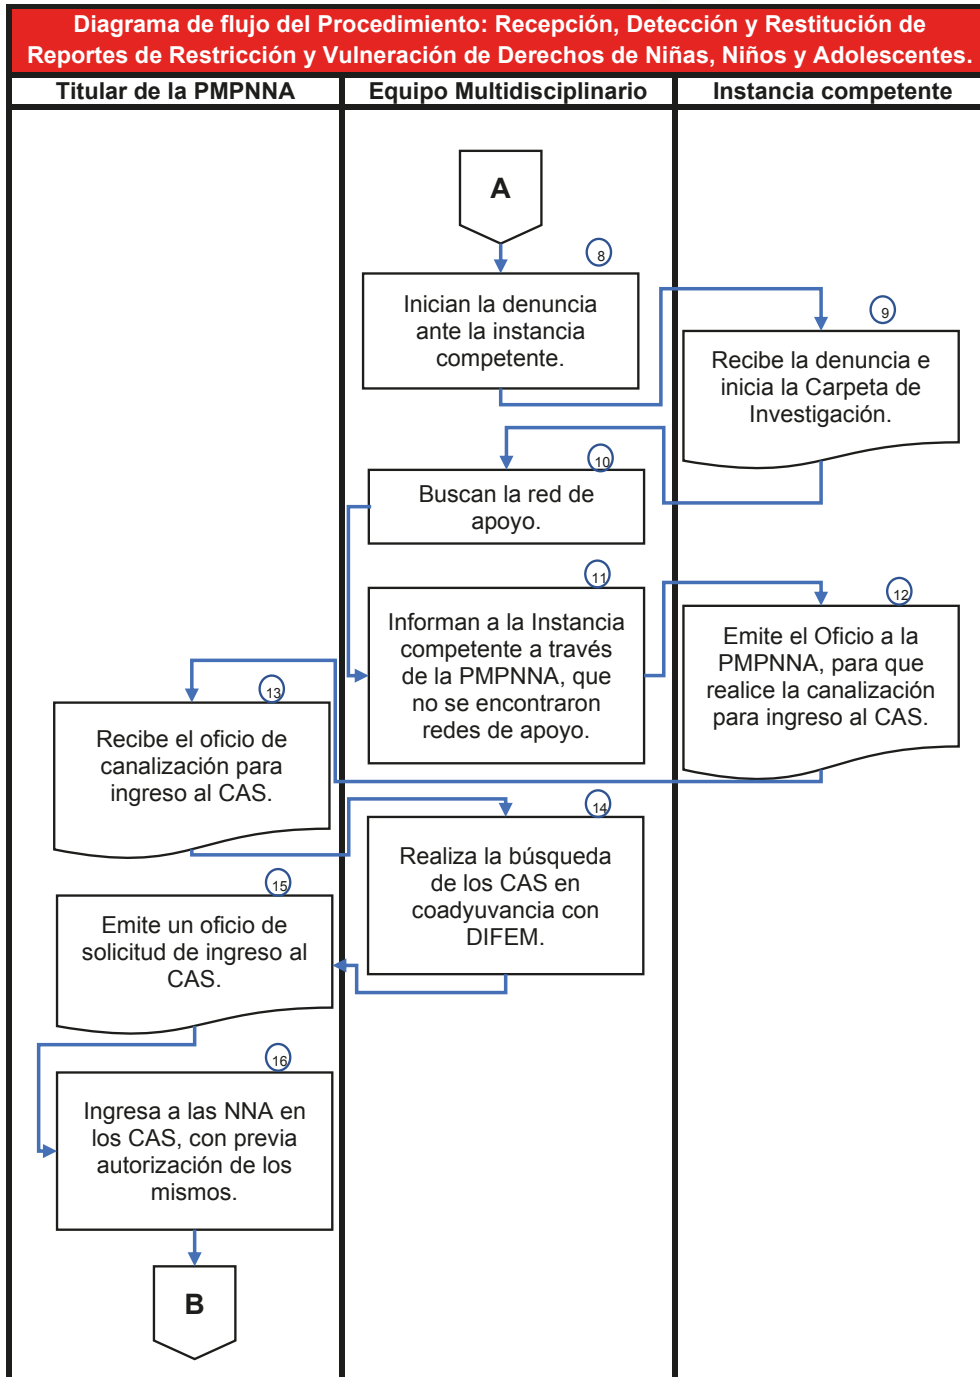 Diagrama de flujo del Procedimiento: Recepción, Detección y Restitución de
Reportes de Restricción y Vulneración de Derechos de Niñas, Niños y Adolescentes.
Titular de la PMPNNA
Equipo Multidisciplinario
Instancia competente
A
8
Inician la denuncia
ante la instancia
competente.
9
Recibe la denuncia e
inicia la Carpeta de
Investigación.
10
Buscan la red de
apoyo.
11
Informan a la Instancia
competente a través
de la PMPNNA, que
no se encontraron
redes de apoyo.
12
Emite el Oficio a la
PMPNNA, para que
realice la canalización
para ingreso al CAS.
13
Recibe el oficio de
canalización para
ingreso al CAS.
14
Realiza la búsqueda
de los CAS en
coadyuvancia con
DIFEM.
15
Emite un oficio de
solicitud de ingreso al
CAS.
16
Ingresa a las NNA en
los CAS, con previa
autorización de los
mismos.
B